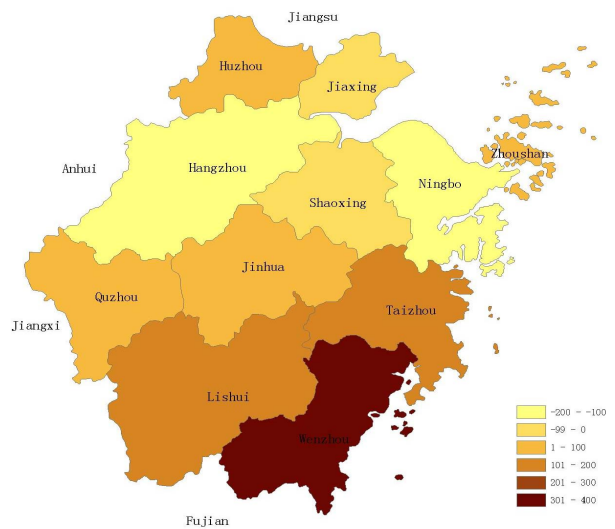 Jiangsu
Huzhou
Jiaxing
Zhoushan
Anhui
Hangzhou
Ningbo
Shaoxing
Jinhua
Quzhou
Taizhou
Jiangxi
Lishui
Wenzhou
Fujian
-200 - -100
-99 - 0
1 - 100
101 - 200
201 - 300
301 - 400